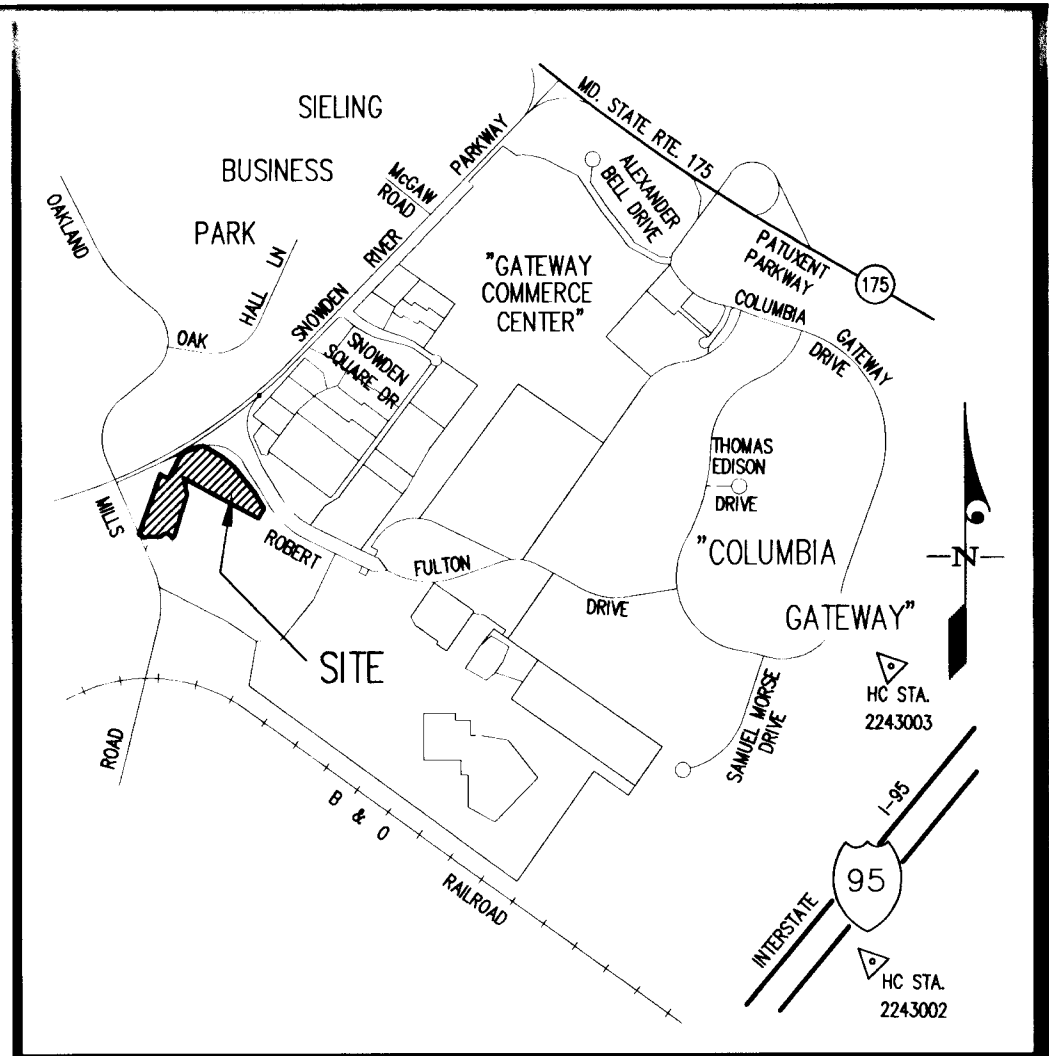 SIELING
BUSINESS
PARK
OAKLAND
MILLS
ROAD
OAK
HALL LN
McGAW
ROAD
SNOWDEN
RIVER
PARKWAY
MD. STATE RTE. 175
ALEXANDER
BELL DRIVE
PATUXENT
PARKWAY
175
"GATEWAY
COMMERCE
CENTER"
COLUMBIA
GATEWAY
DRIVE
SNOWDEN
SQUARE DR
THOMAS
EDISON
DRIVE
"COLUMBIA
GATEWAY"
N
ROBERT
FULTON
DRIVE
SITE
SAMUEL MORSE
DRIVE
HC STA.
2243003
B & O
RAILROAD
INTERSTATE
I-95
95
HC STA.
2243002